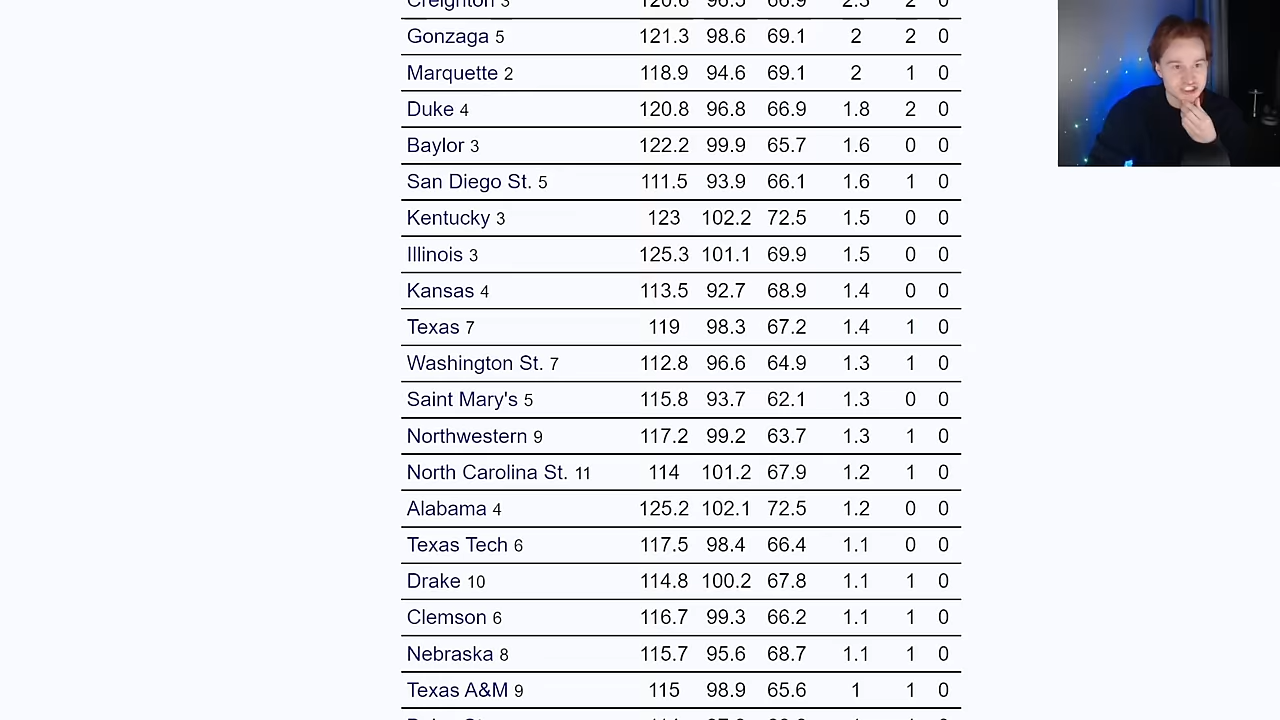 Creighton 3 120.6 96.5 66.9 2.3 2 0
Gonzaga 5 121.3 98.6 69.1 2 2 0
Marquette 2 118.9 94.6 69.1 2 1 0
Duke 4 120.8 96.8 66.9 1.8 2 0
Baylor 3 122.2 99.9 65.7 1.6 0 0
San Diego St. 5 111.5 93.9 66.1 1.6 1 0
Kentucky 3 123 102.2 72.5 1.5 0 0
Illinois 3 125.3 101.1 69.9 1.5 0 0
Kansas 4 113.5 92.7 68.9 1.4 0 0
Texas 7 119 98.3 67.2 1.4 1 0
Washington St. 7 112.8 96.6 64.9 1.3 1 0
Saint Mary's 5 115.8 93.7 62.1 1.3 0 0
Northwestern 9 117.2 99.2 63.7 1.3 1 0
North Carolina St. 11 114 101.2 67.9 1.2 1 0
Alabama 4 125.2 102.1 72.5 1.2 0 0
Texas Tech 6 117.5 98.4 66.4 1.1 0 0
Drake 10 114.8 100.2 67.8 1.1 1 0
Clemson 6 116.7 99.3 66.2 1.1 1 0
Nebraska 8 115.7 95.6 68.7 1.1 1 0
Texas A&M 9 115 98.9 65.6 1 1 0